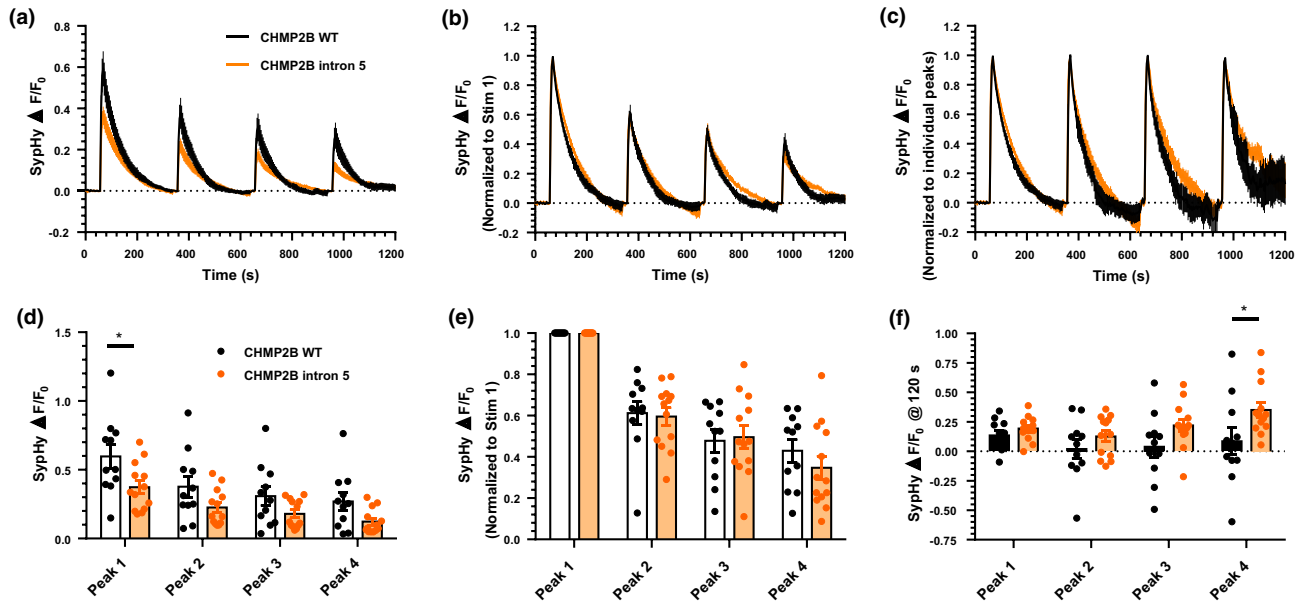 (a)
0.8
0.6
0.4
0.2
0.0
-0.2
SypHy ▲ F/F0
0 200 400 600 800 1000 1200
Time (s)
CHMP2B WT
CHMP2B intron 5
(b)
1.2
1.0
0.8
0.6
0.4
0.2
0.0
-0.2
SypHy ▲ F/F0
(Normalized to Stim 1)
0 200 400 600 800 1000 1200
Time (s)
(c)
1.2
1.0
0.8
0.6
0.4
0.2
0.0
-0.2
SypHy ▲ F/F0
(Normalized to individual peaks)
0 200 400 600 800 1000 1200
Time (s)
(d)
1.5
1.0
0.5
0.0
SypHy ▲ F/F0
*
CHMP2B WT
CHMP2B intron 5
Peak 1 Peak 2 Peak 3 Peak 4
(e)
1.0
0.8
0.6
0.4
0.2
0.0
SypHy ▲ F/F0
(Normalized to Stim 1)
Peak 1 Peak 2 Peak 3 Peak 4
(f)
1.00
0.75
0.50
0.25
0.00
-0.25
-0.50
-0.75
SypHy ▲ F/F0 @ 120 s
*
Peak 1 Peak 2 Peak 3 Peak 4